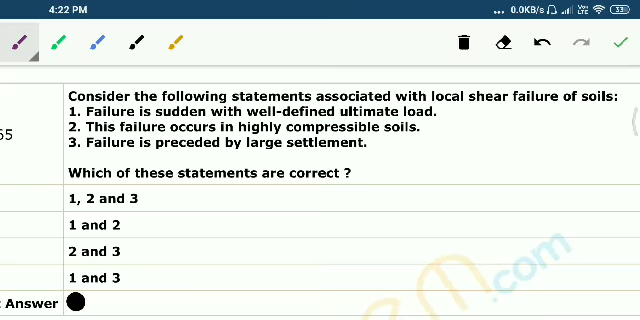 4:22 PM ... 0.0KB/s VoLTE 33
Consider the following statements associated with local shear failure of soils:
1. Failure is sudden with well-defined ultimate load.
65
2. This failure occurs in highly compressible soils.
3. Failure is preceded by large settlement.
Which of these statements are correct ?
1, 2 and 3
1 and 2
2 and 3
1 and 3
Answer
.com